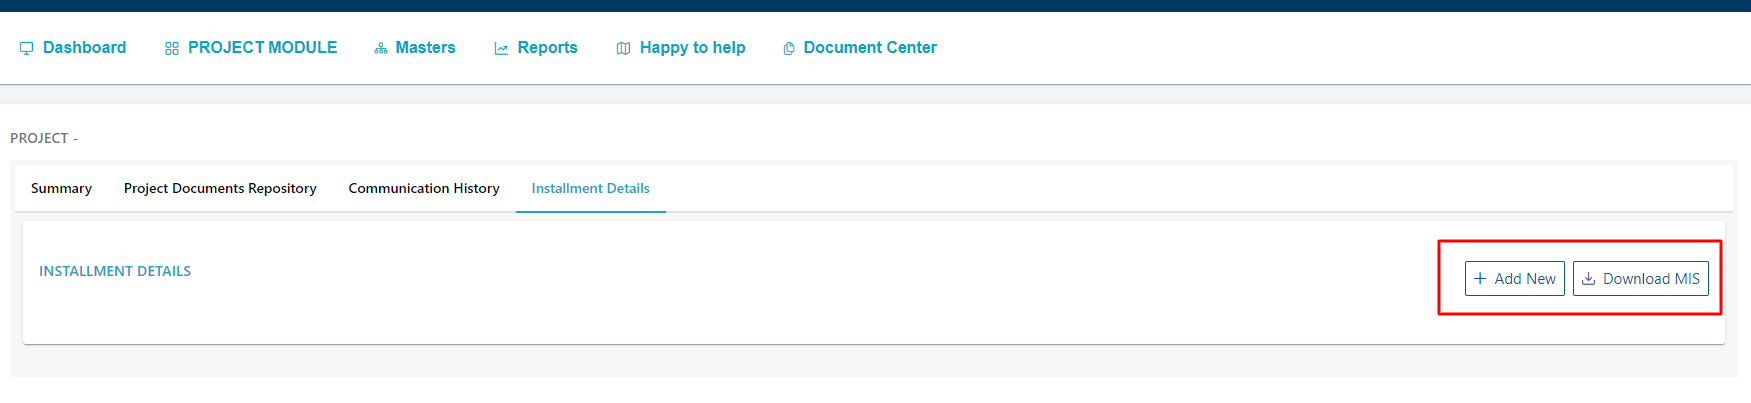 Dashboard PROJECT MODULE Masters Reports Happy to help Document Center
PROJECT -
Summary Project Documents Repository Communication History Installment Details
INSTALLMENT DETAILS
Add New Download MIS